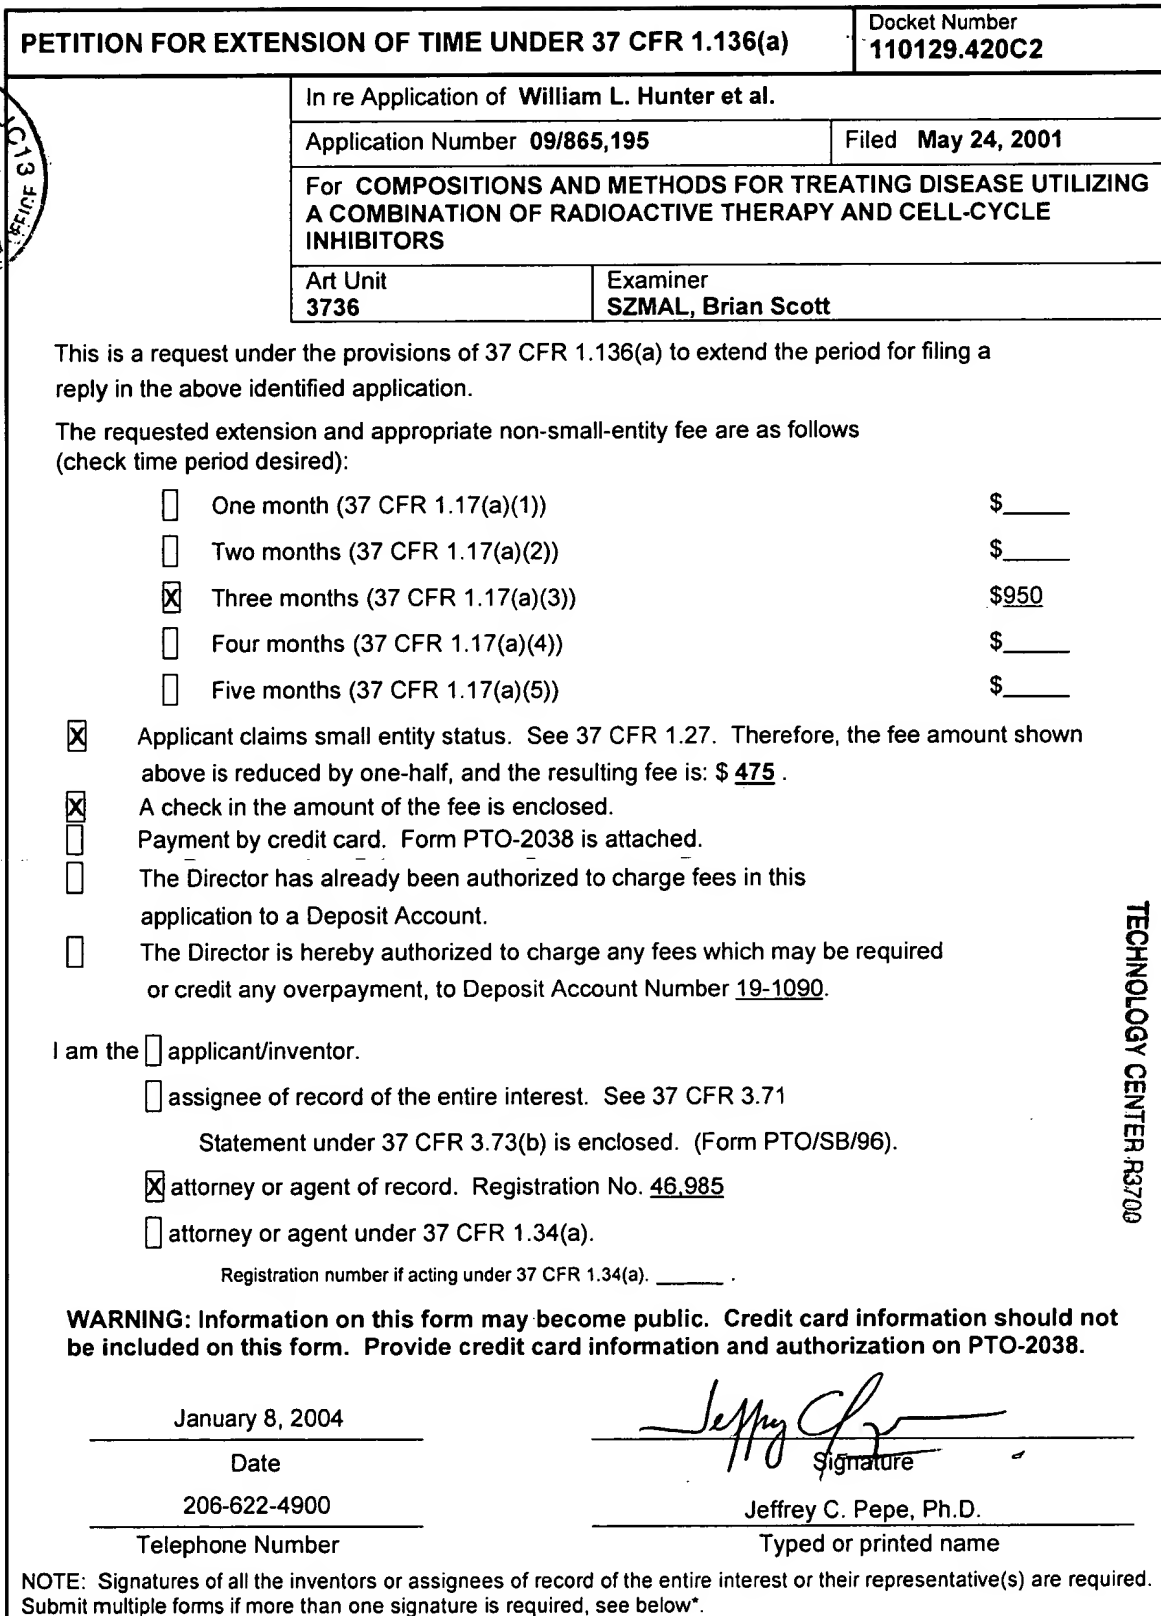 PETITION FOR EXTENSION OF TIME UNDER 37 CFR 1.136(a)
Docket Number
110129.420C2
In re Application of William L. Hunter et al.
Application Number 09/865,195
Filed May 24, 2001
For COMPOSITIONS AND METHODS FOR TREATING DISEASE UTILIZING
A COMBINATION OF RADIOACTIVE THERAPY AND CELL-CYCLE
INHIBITORS
Art Unit
3736
Examiner
SZMAL, Brian Scott
This is a request under the provisions of 37 CFR 1.136(a) to extend the period for filing a
reply in the above identified application.
The requested extension and appropriate non-small-entity fee are as follows
(check time period desired):
One month (37 CFR 1.17(a)(1)) $
Two months (37 CFR 1.17(a)(2)) $
X Three months (37 CFR 1.17(a)(3)) $950
Four months (37 CFR 1.17(a)(4)) $
Five months (37 CFR 1.17(a)(5)) $
X Applicant claims small entity status. See 37 CFR 1.27. Therefore, the fee amount shown
above is reduced by one-half, and the resulting fee is: $ 475 .
X A check in the amount of the fee is enclosed.
Payment by credit card. Form PTO-2038 is attached.
The Director has already been authorized to charge fees in this
application to a Deposit Account.
The Director is hereby authorized to charge any fees which may be required
or credit any overpayment, to Deposit Account Number 19-1090.
I am the applicant/inventor.
assignee of record of the entire interest. See 37 CFR 3.71
Statement under 37 CFR 3.73(b) is enclosed. (Form PTO/SB/96).
X attorney or agent of record. Registration No. 46,985
attorney or agent under 37 CFR 1.34(a).
Registration number if acting under 37 CFR 1.34(a). ______ .
TECHNOLOGY CENTER R3700
WARNING: Information on this form may become public. Credit card information should not
be included on this form. Provide credit card information and authorization on PTO-2038.
January 8, 2004
Date
Signature
206-622-4900
Telephone Number
Jeffrey C. Pepe, Ph.D.
Typed or printed name
NOTE: Signatures of all the inventors or assignees of record of the entire interest or their representative(s) are required.
Submit multiple forms if more than one signature is required, see below*.